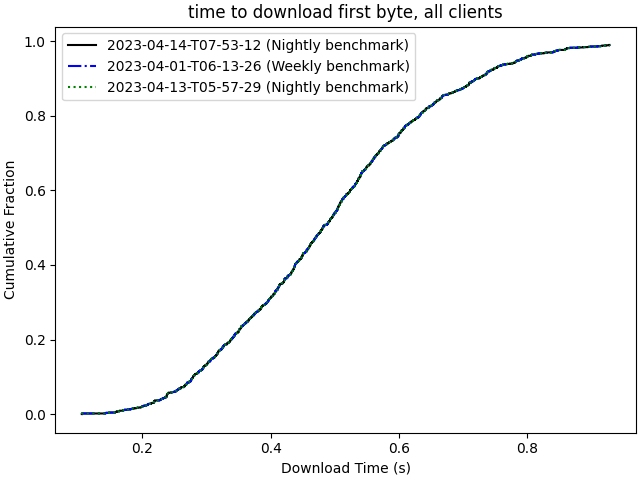 time to download first byte, all clients
1.0
2023-04-14-T07-53-12 (Nightly benchmark)
2023-04-01-T06-13-26 (Weekly benchmark)
2023-04-13-T05-57-29 (Nightly benchmark)
0.8
0.6
0.4
0.2
0.0
Cumulative Fraction
0.2 0.4 0.6 0.8
Download Time (s)